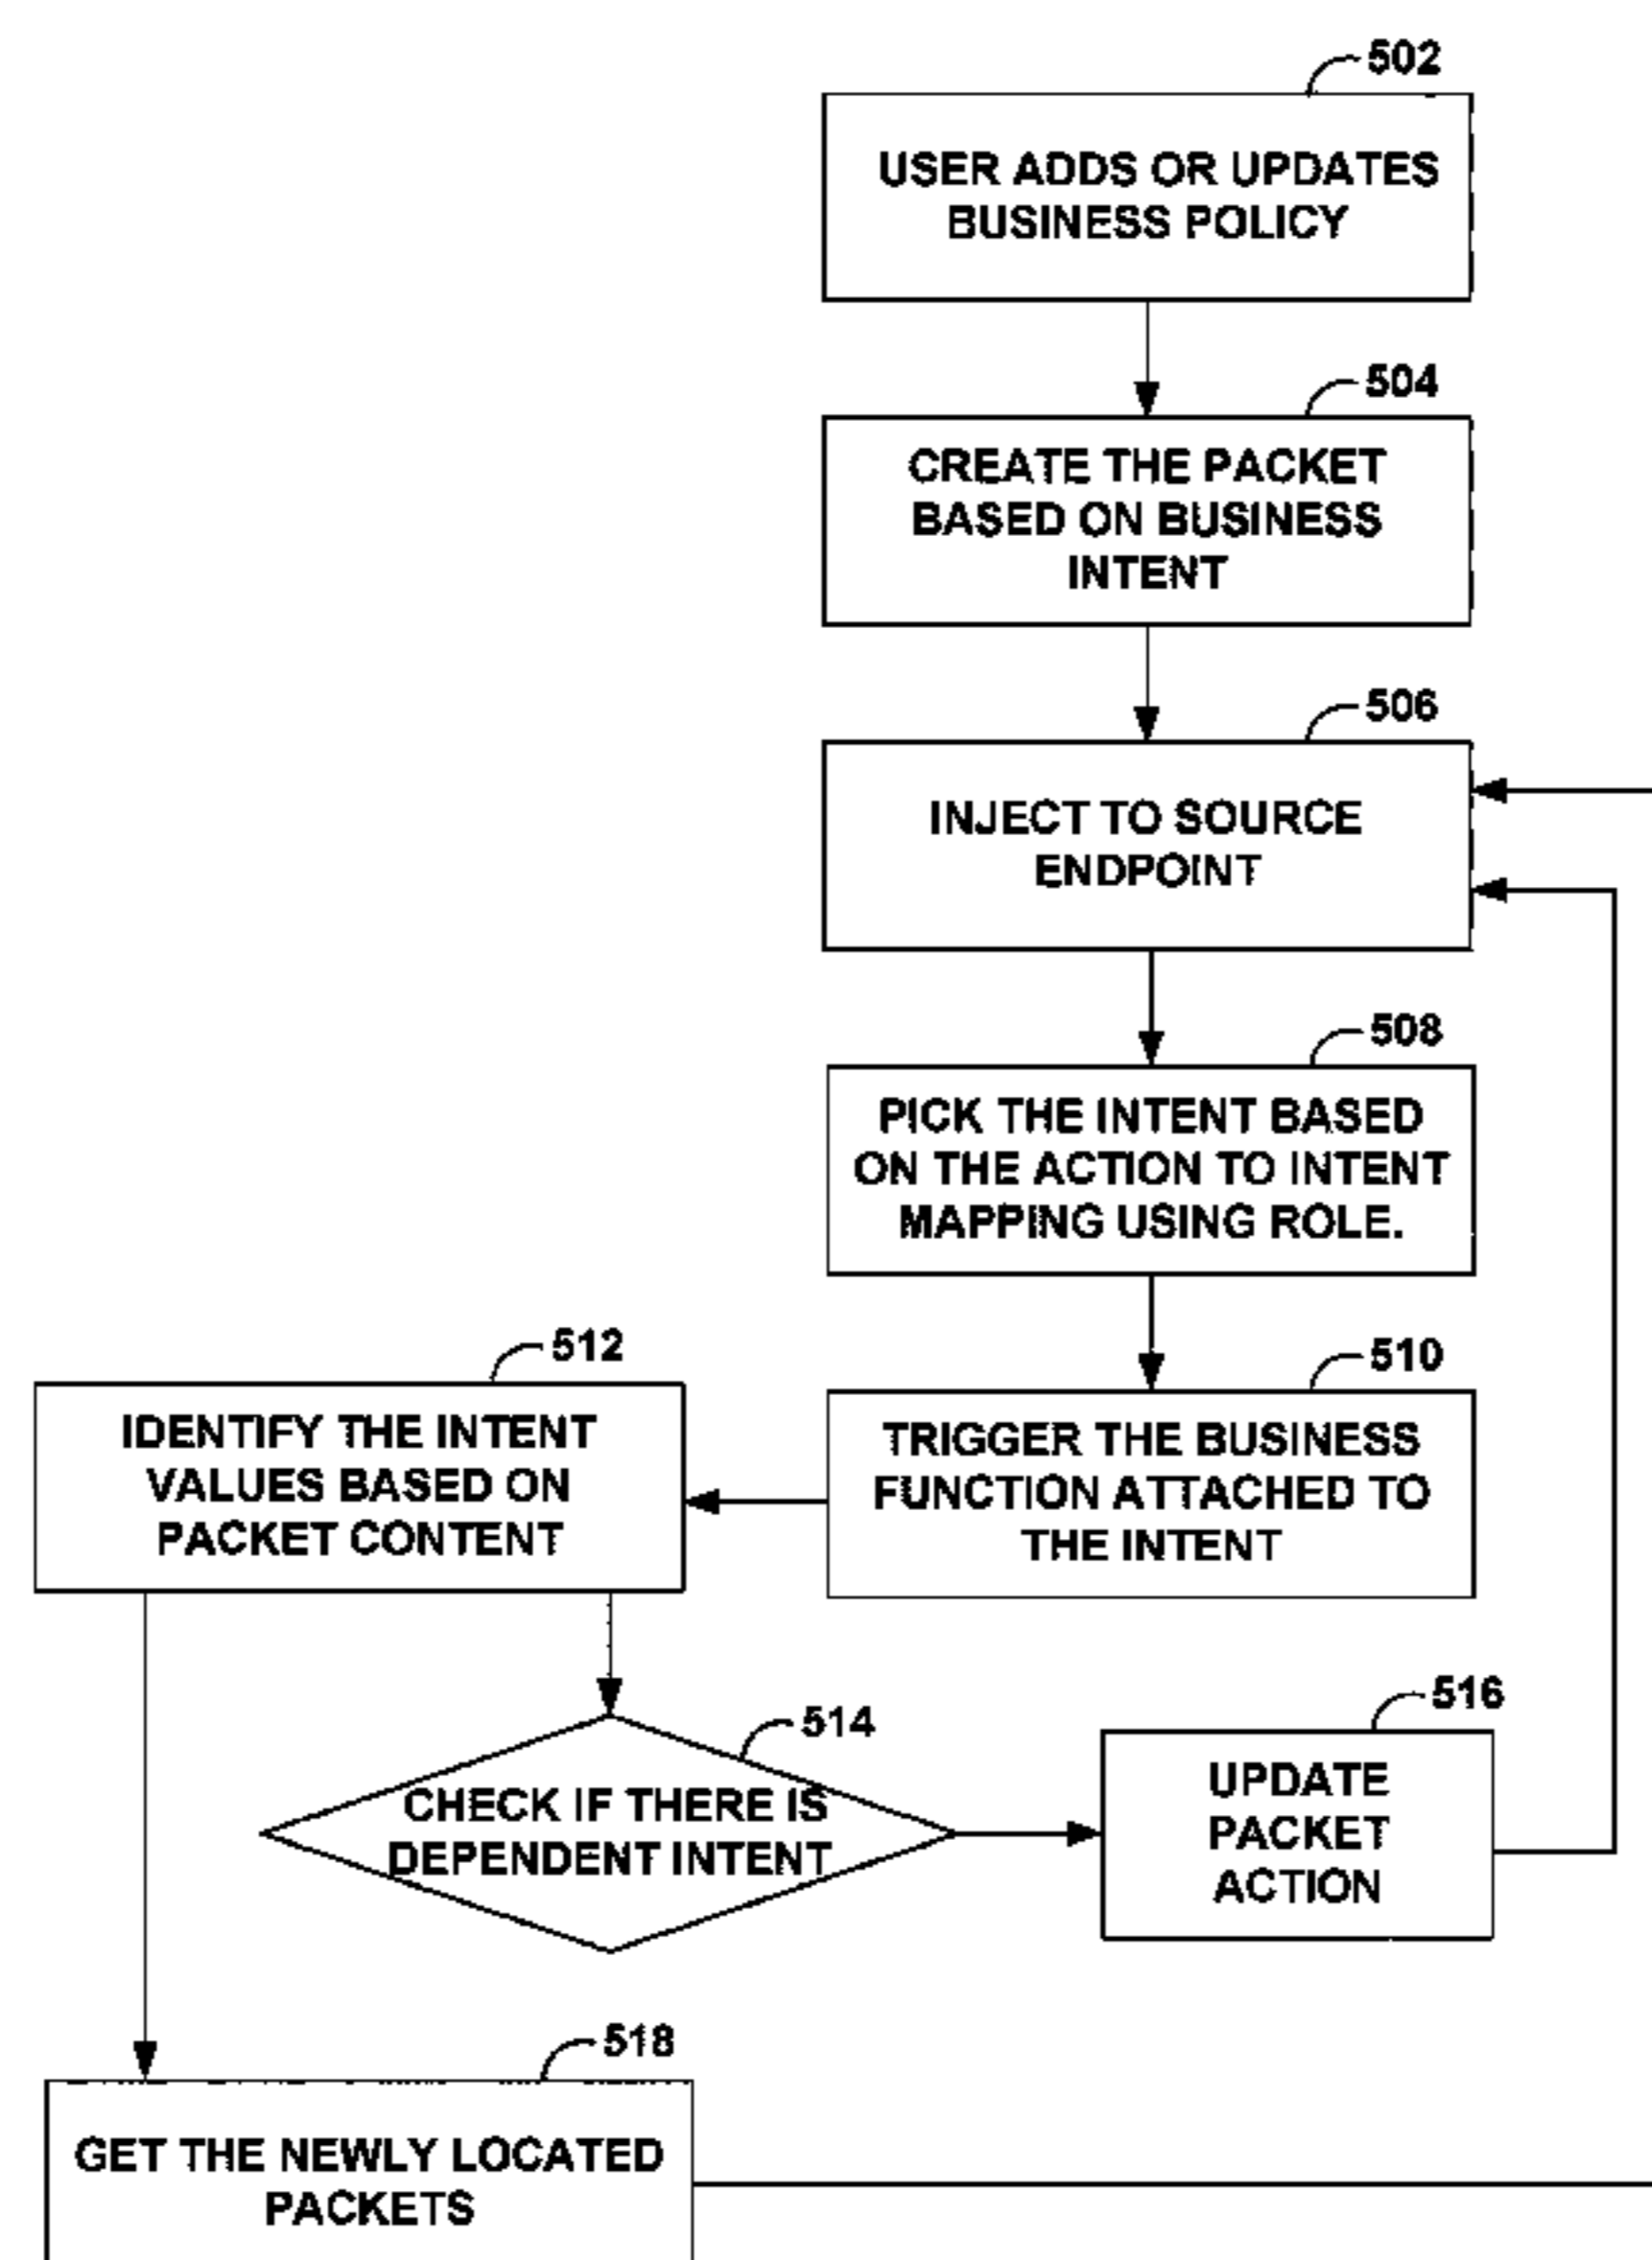 502
USER ADDS OR UPDATES
BUSINESS POLICY
504
CREATE THE PACKET
BASED ON BUSINESS
INTENT
506
INJECT TO SOURCE
ENDPOINT
508
PICK THE INTENT BASED
ON THE ACTION TO INTENT
MAPPING USING ROLE.
510
TRIGGER THE BUSINESS
FUNCTION ATTACHED TO
THE INTENT
512
IDENTIFY THE INTENT
VALUES BASED ON
PACKET CONTENT
514
CHECK IF THERE IS
DEPENDENT INTENT
516
UPDATE
PACKET
ACTION
518
GET THE NEWLY LOCATED
PACKETS